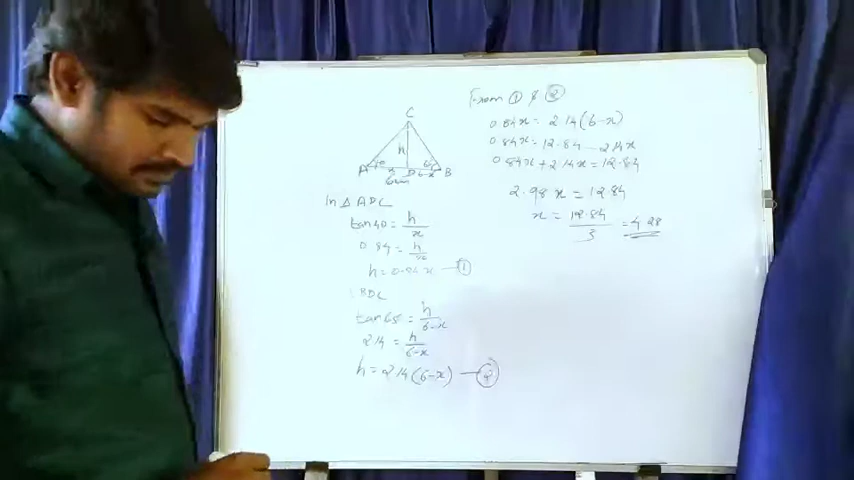 C
h
A D 6-x B
6cm
In △ ADC
tan40 = h/x
0.84 = h/x
h = 0.84x — ①
BDC
tan65 = h/6-x
2.14 = h/6-x
h = 2.14(6-x) — ②
From ① & ②
0.84x = 2.14(6-x)
0.84x = 12.84 - 2.14x
0.84x + 2.14x = 12.84
2.98x = 12.84
x = 12.84/3 = 4.28